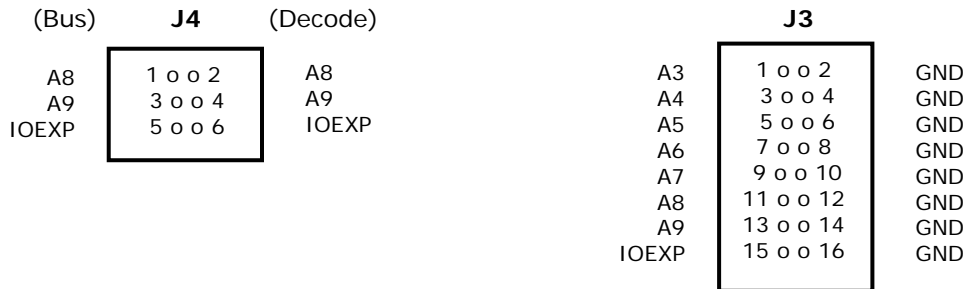 (Bus) J4 (Decode)
A8 1 o o 2 A8
A9 3 o o 4 A9
IOEXP 5 o o 6 IOEXP
J3
A3 1 o o 2 GND
A4 3 o o 4 GND
A5 5 o o 6 GND
A6 7 o o 8 GND
A7 9 o o 10 GND
A8 11 o o 12 GND
A9 13 o o 14 GND
IOEXP 15 o o 16 GND